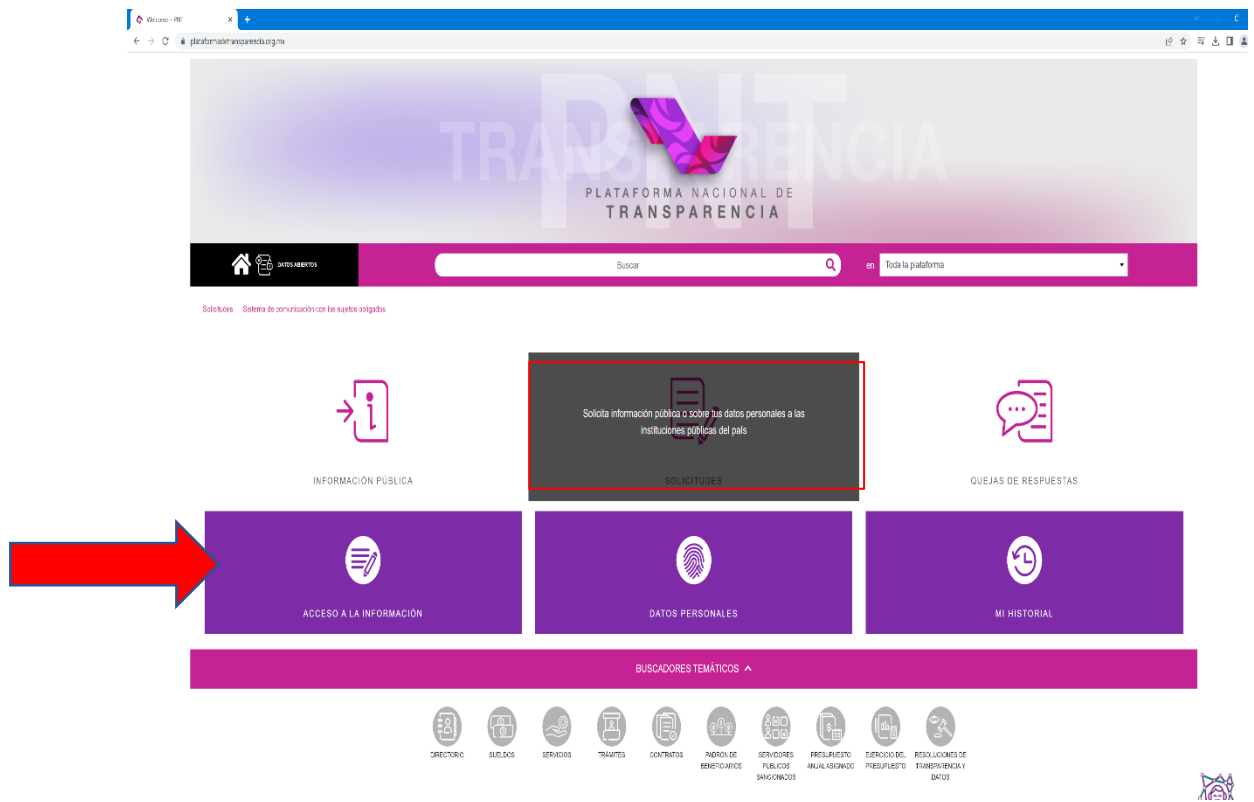 Welcome - PNT
plataformadetransparencia.org.mx
PNT
TRANSPARENCIA
PLATAFORMA NACIONAL DE
TRANSPARENCIA
DATOS ABIERTOS
Buscar
en
Toda la plataforma
Solicitudes Sistema de comunicación con los sujetos obligados
Solicita información pública o sobre tus datos personales a las
instituciones públicas del país
INFORMACIÓN PÚBLICA
SOLICITUDES
QUEJAS DE RESPUESTAS
ACCESO A LA INFORMACIÓN
DATOS PERSONALES
MI HISTORIAL
BUSCADORES TEMÁTICOS
DIRECTORIO
SUELDOS
SERVICIOS
TRÁMITES
CONTRATOS
PADRÓN DE
BENEFICIARIOS
SERVIDORES
PÚBLICOS
SANCIONADOS
PRESUPUESTO
ANUAL ASIGNADO
EJERCICIO DEL
PRESUPUESTO
RESOLUCIONES DE
TRANSPARENCIA Y
DATOS